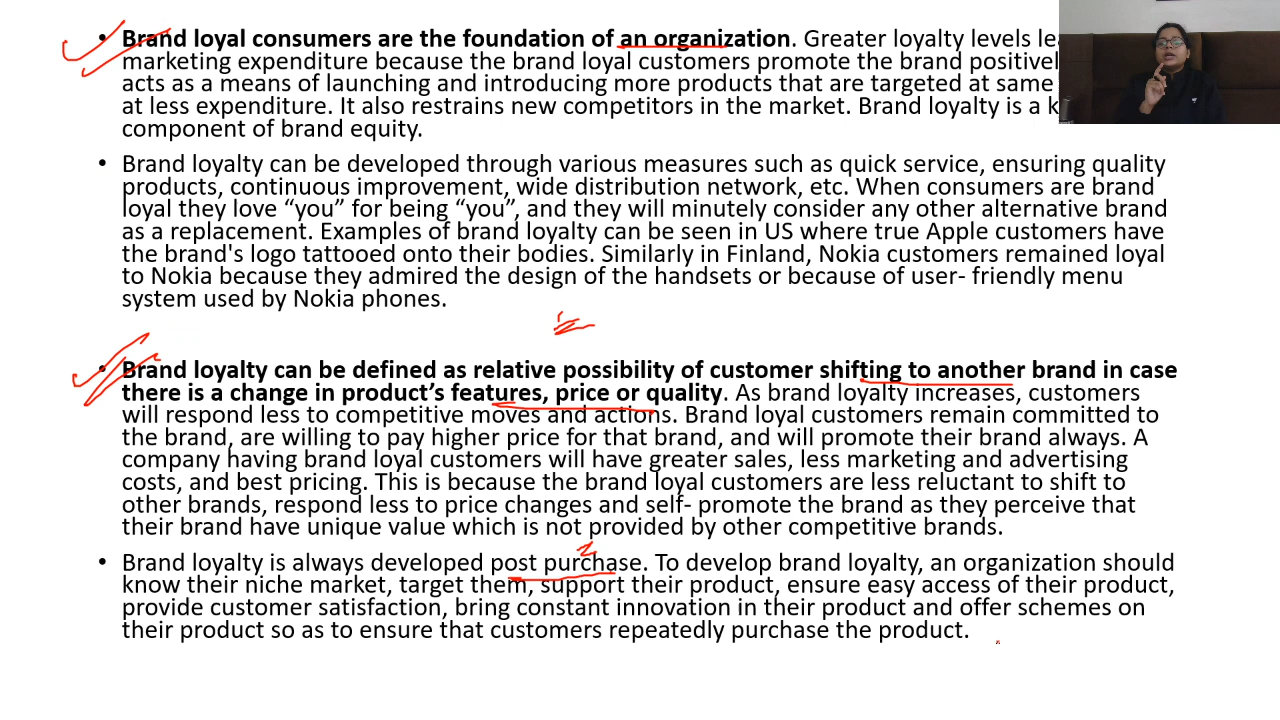 • Brand loyal consumers are the foundation of an organization. Greater loyalty levels
marketing expenditure because the brand loyal customers promote the brand
acts as a means of launching and introducing more products that are targeted at same
at less expenditure. It also restrains new competitors in the market. Brand loyalty is a
component of brand equity.
• Brand loyalty can be developed through various measures such as quick service, ensuring quality
products, continuous improvement, wide distribution network, etc. When consumers are brand
loyal they love “you” for being “you”, and they will minutely consider any other alternative brand
as a replacement. Examples of brand loyalty can be seen in US where true Apple customers have
the brand's logo tattooed onto their bodies. Similarly in Finland, Nokia customers remained loyal
to Nokia because they admired the design of the handsets or because of user- friendly menu
system used by Nokia phones.
• Brand loyalty can be defined as relative possibility of customer shifting to another brand in case
there is a change in product’s features, price or quality. As brand loyalty increases, customers
will respond less to competitive moves and actions. Brand loyal customers remain committed to
the brand, are willing to pay higher price for that brand, and will promote their brand always. A
company having brand loyal customers will have greater sales, less marketing and advertising
costs, and best pricing. This is because the brand loyal customers are less reluctant to shift to
other brands, respond less to price changes and self- promote the brand as they perceive that
their brand have unique value which is not provided by other competitive brands.
• Brand loyalty is always developed post purchase. To develop brand loyalty, an organization should
know their niche market, target them, support their product, ensure easy access of their product,
provide customer satisfaction, bring constant innovation in their product and offer schemes on
their product so as to ensure that customers repeatedly purchase the product.